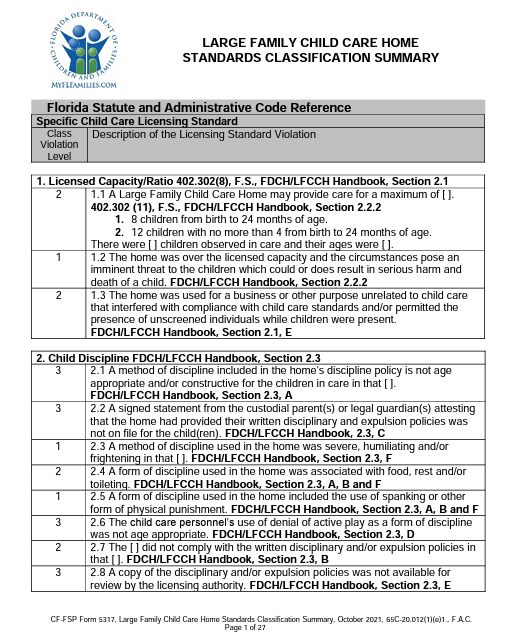 FLORIDA DEPARTMENT OF
CHILDREN AND FAMILIES
MYFLFAMILIES.COM
LARGE FAMILY CHILD CARE HOME
STANDARDS CLASSIFICATION SUMMARY
Florida Statute and Administrative Code Reference
Specific Child Care Licensing Standard
Class Description of the Licensing Standard Violation
Violation
Level
1. Licensed Capacity/Ratio 402.302(8), F.S., FDCH/LFCCH Handbook, Section 2.1
2 1.1 A Large Family Child Care Home may provide care for a maximum of [ ].
402.302 (11), F.S., FDCH/LFCCH Handbook, Section 2.2.2
1. 8 children from birth to 24 months of age.
2. 12 children with no more than 4 from birth to 24 months of age.
There were [ ] children observed in care and their ages were [ ].
1 1.2 The home was over the licensed capacity and the circumstances pose an
imminent threat to the children which could or does result in serious harm and
death of a child. FDCH/LFCCH Handbook, Section 2.2.2
2 1.3 The home was used for a business or other purpose unrelated to child care
that interfered with compliance with child care standards and/or permitted the
presence of unscreened individuals while children were present.
FDCH/LFCCH Handbook, Section 2.1, E
2. Child Discipline FDCH/LFCCH Handbook, Section 2.3
3 2.1 A method of discipline included in the home's discipline policy is not age
appropriate and/or constructive for the children in care in that [ ].
FDCH/LFCCH Handbook, Section 2.3, A
3 2.2 A signed statement from the custodial parent(s) or legal guardian(s) attesting
that the home had provided their written disciplinary and expulsion policies was
not on file for the child(ren). FDCH/LFCCH Handbook, 2.3, C
1 2.3 A method of discipline used in the home was severe, humiliating and/or
frightening in that [ ]. FDCH/LFCCH Handbook, Section 2.3, F
2 2.4 A form of discipline used in the home was associated with food, rest and/or
toileting. FDCH/LFCCH Handbook, Section 2.3, A, B and F
1 2.5 A form of discipline used in the home included the use of spanking or other
form of physical punishment. FDCH/LFCCH Handbook, Section 2.3, A, B and F
3 2.6 The child care personnel's use of denial of active play as a form of discipline
was not age appropriate. FDCH/LFCCH Handbook, Section 2.3, D
2 2.7 The [ ] did not comply with the written disciplinary and/or expulsion policies in
that [ ]. FDCH/LFCCH Handbook, Section 2.3, B
3 2.8 A copy of the disciplinary and/or expulsion policies was not available for
review by the licensing authority. FDCH/LFCCH Handbook, Section 2.3, E
CF-FSP Form 5317, Large Family Child Care Home Standards Classification Summary, October 2021, 65C-20.012(1)(e)1., F.A.C.
Page 1 of 27